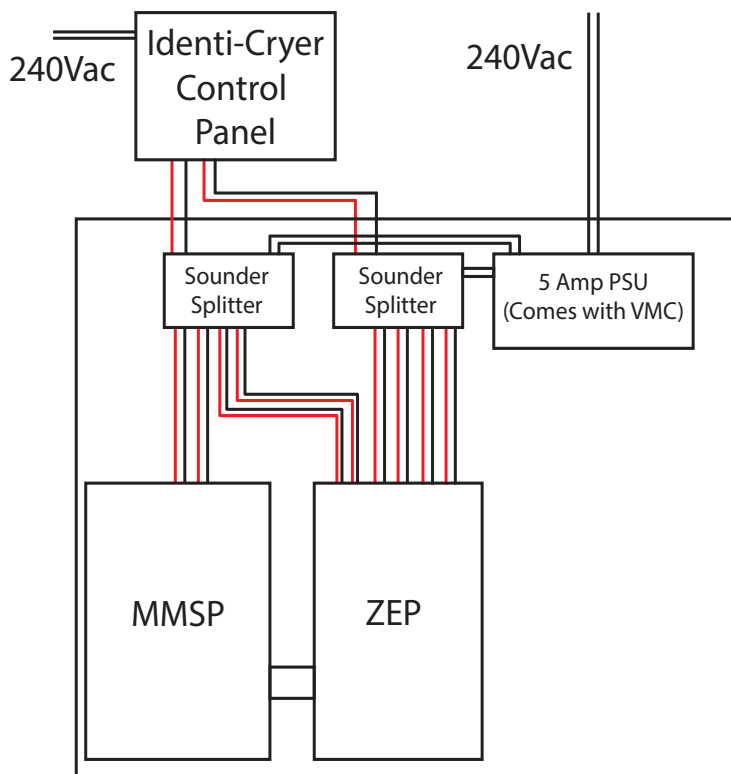 Identi-Cryer
Control
Panel
240Vac
240Vac
Sounder
Splitter
Sounder
Splitter
5 Amp PSU
(Comes with VMC)
MMSP
ZEP